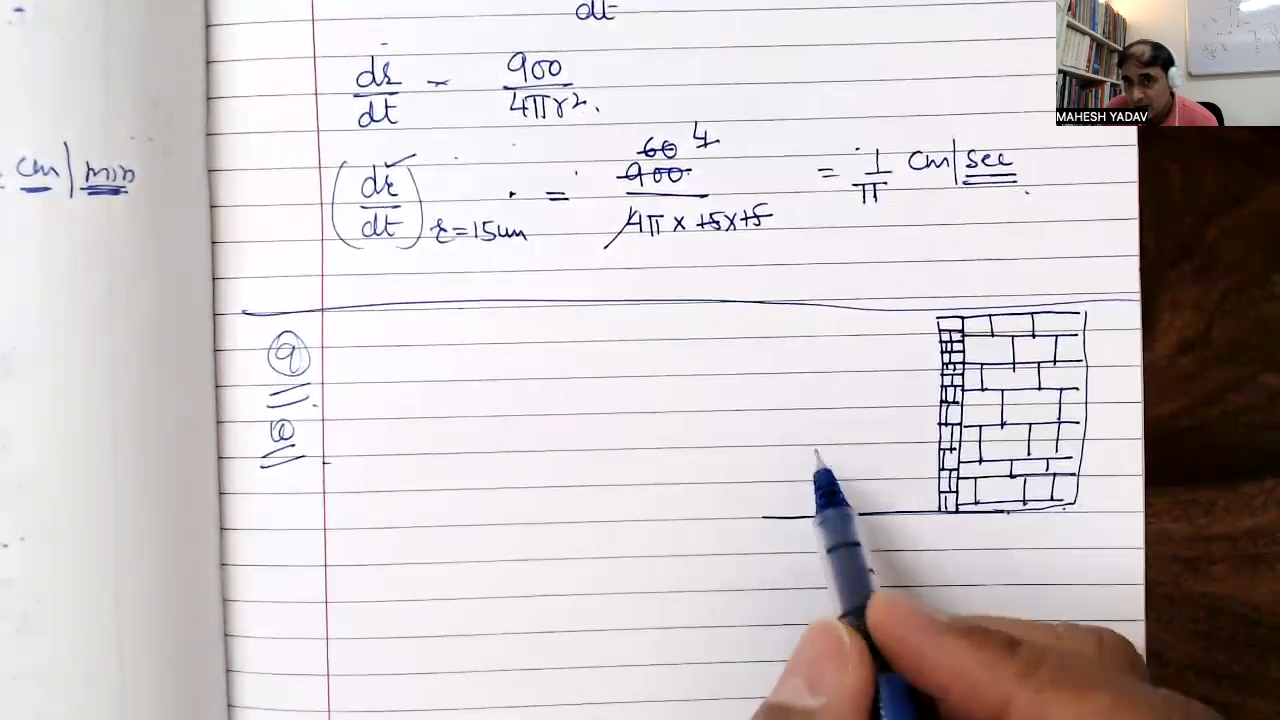 dt
dr/dt = 900/4πr².
cm/min
(dr/dt) r=15cm = 60 4 900/4π×15×15 = 1/π cm/sec
9
10
MAHESH YADAV